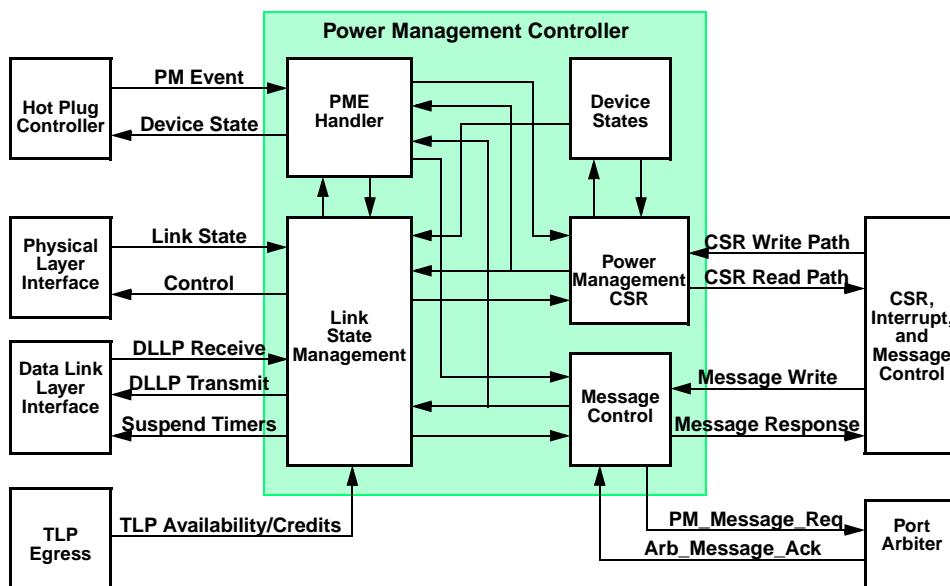 Power Management Controller
Hot Plug
Controller
PM Event
Device State
PME
Handler
Device
States
Physical
Layer
Interface
Link State
Control
Link
State
Management
Power
Management
CSR
CSR Write Path
CSR Read Path
CSR,
Interrupt,
and
Message
Control
Data Link
Layer
Interface
DLLP Receive
DLLP Transmit
Suspend Timers
Message
Control
Message Write
Message Response
TLP
Egress
TLP Availability/Credits
PM_Message_Req
Arb_Message_Ack
Port
Arbiter